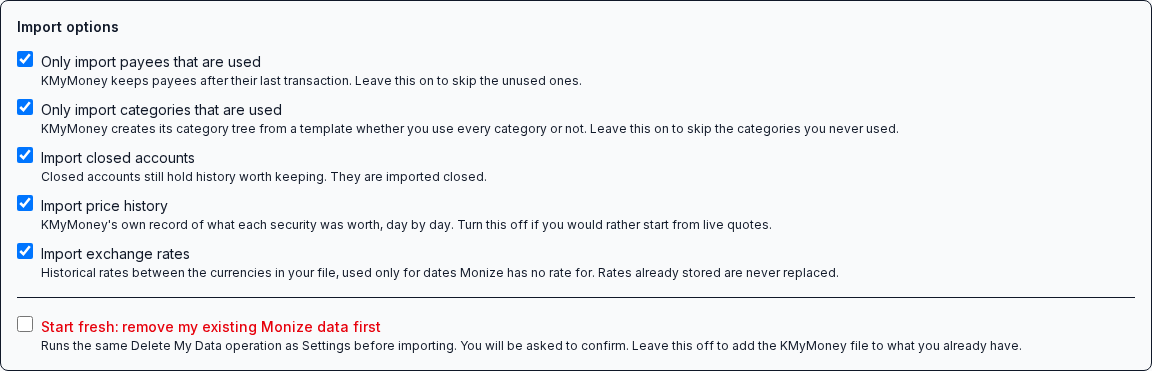 Import options
Only import payees that are used
KMyMoney keeps payees after their last transaction. Leave this on to skip the unused ones.
Only import categories that are used
KMyMoney creates its category tree from a template whether you use every category or not. Leave this on to skip the categories you never used.
Import closed accounts
Closed accounts still hold history worth keeping. They are imported closed.
Import price history
KMyMoney's own record of what each security was worth, day by day. Turn this off if you would rather start from live quotes.
Import exchange rates
Historical rates between the currencies in your file, used only for dates Monize has no rate for. Rates already stored are never replaced.
Start fresh: remove my existing Monize data first
Runs the same Delete My Data operation as Settings before importing. You will be asked to confirm. Leave this off to add the KMyMoney file to what you already have.